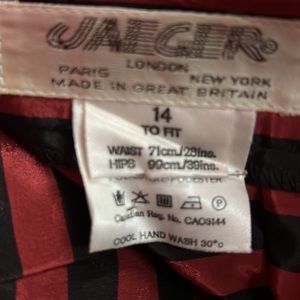 JAEGER
LONDON
PARIS NEW YORK
MADE IN GREAT BRITAIN
14
TO FIT
WAIST 71cm/28ins.
HIPS 99cm/39ins.
POLYESTER
Canadian Reg. No. CA03144
COOL HAND WASH 30°c